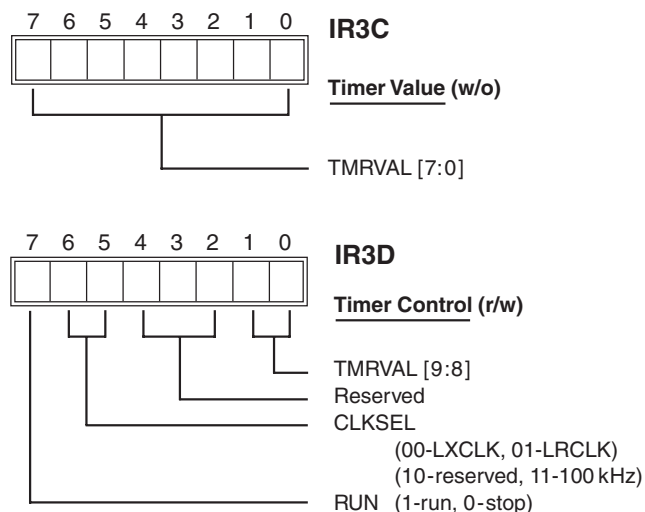 7 6 5 4 3 2 1 0
IR3C
Timer Value (w/o)
TMRVAL [7:0]
7 6 5 4 3 2 1 0
IR3D
Timer Control (r/w)
TMRVAL [9:8]
Reserved
CLKSEL
(00-LXCLK, 01-LRCLK)
(10-reserved, 11-100 kHz)
RUN (1-run, 0-stop)